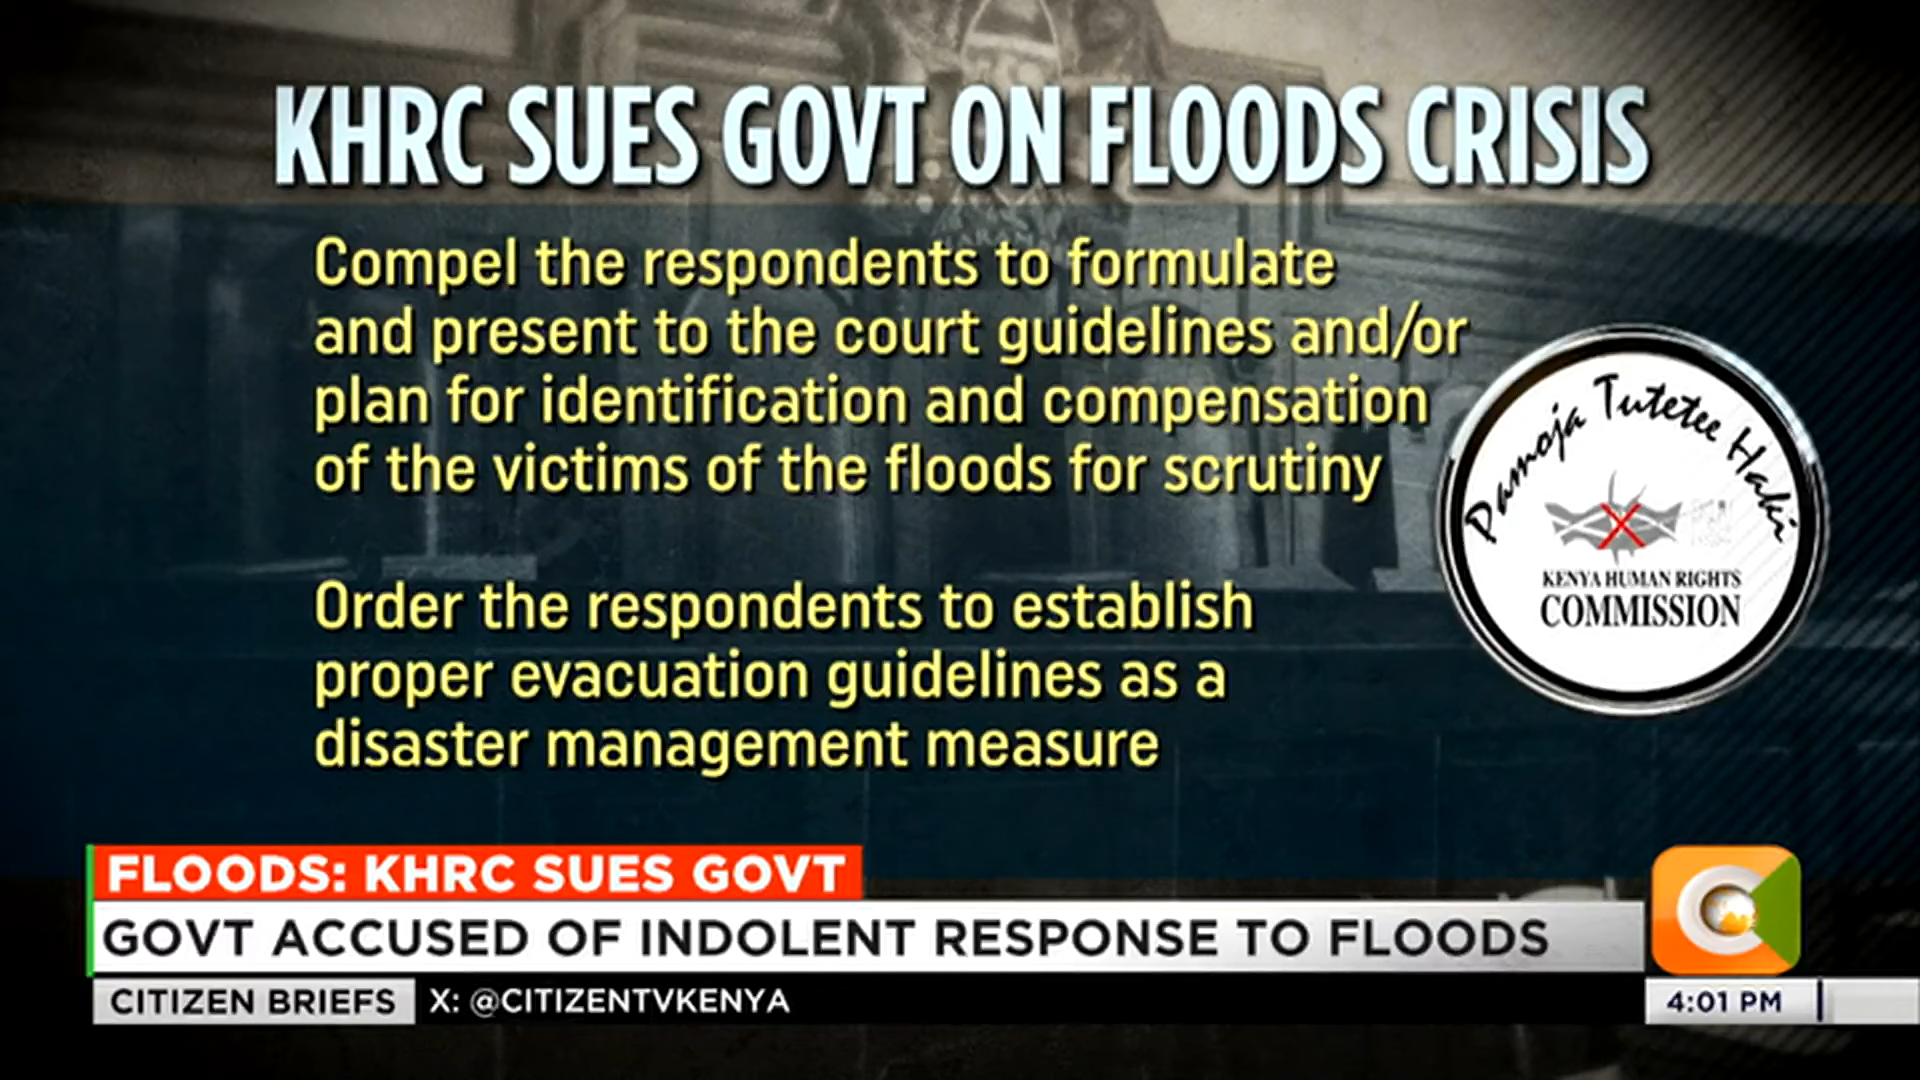 KHRC SUES GOVT ON FLOODS CRISIS
Compel the respondents to formulate
and present to the court guidelines and/or
plan for identification and compensation
of the victims of the floods for scrutiny
Order the respondents to establish
proper evacuation guidelines as a
disaster management measure
Pamoja Tutetee Haki
KENYA HUMAN RIGHTS
COMMISSION
FLOODS: KHRC SUES GOVT
GOVT ACCUSED OF INDOLENT RESPONSE TO FLOODS
CITIZEN BRIEFS X: @CITIZENTVKENYA
4:01 PM